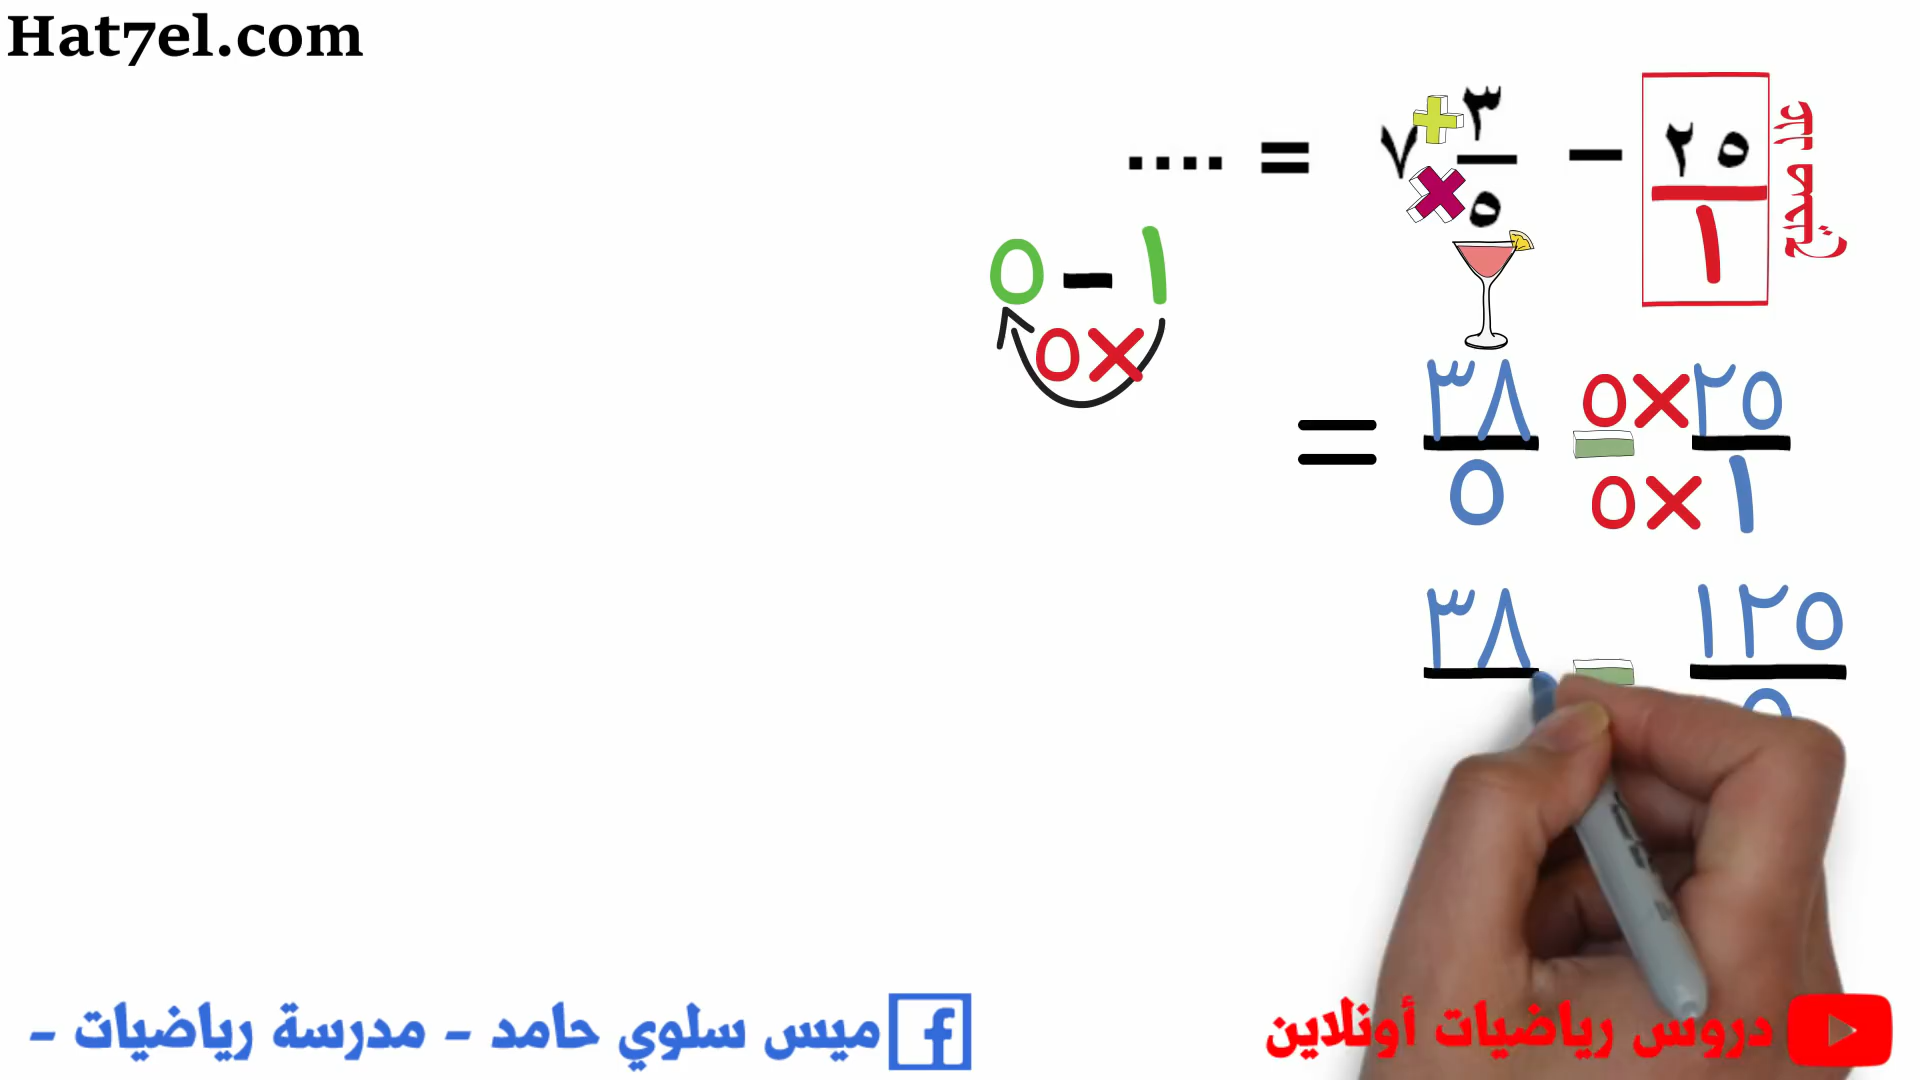 Hat7el.com
٢٥/١ − ٧ ٣/٥ = ....
عدد صحيح
١ − ٥
×٥
٢٥/١ ×٥ ×٥ − ٣٨/٥ =
١٢٥/٥ − ٣٨
دروس رياضيات أونلاين
ميس سلوي حامد - مدرسة رياضيات -